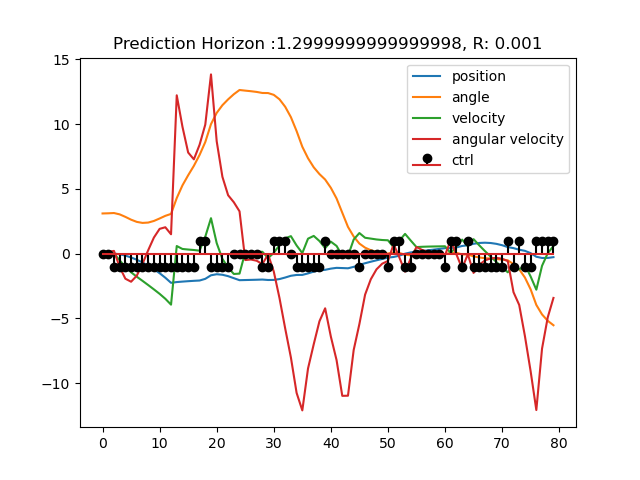 Prediction Horizon :1.2999999999999998, R: 0.001
15
10
5
0
−5
−10
0 10 20 30 40 50 60 70 80
position
angle
velocity
angular velocity
ctrl